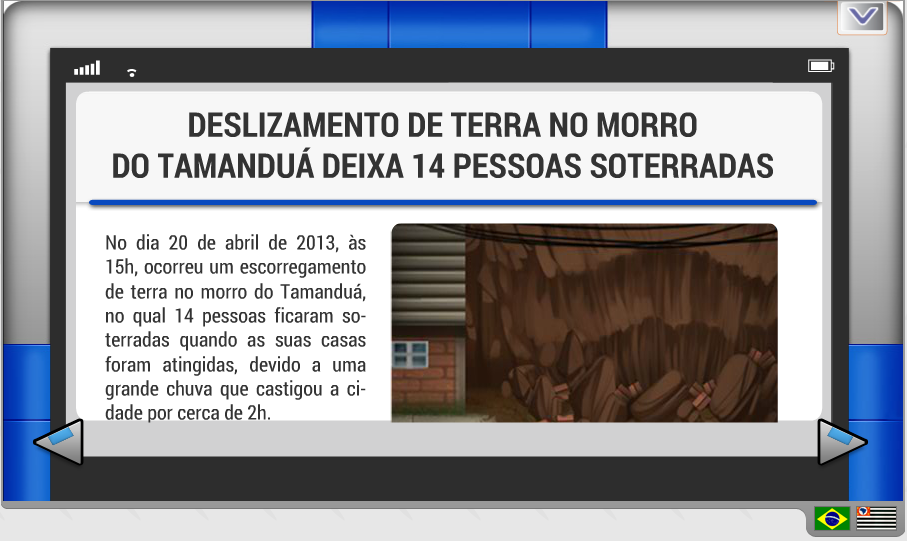 DESLIZAMENTO DE TERRA NO MORRO
DO TAMANDUÁ DEIXA 14 PESSOAS SOTERRADAS
No dia 20 de abril de 2013, às
15h, ocorreu um escorregamento
de terra no morro do Tamanduá,
no qual 14 pessoas ficaram so-
terradas quando as suas casas
foram atingidas, devido a uma
grande chuva que castigou a ci-
dade por cerca de 2h.